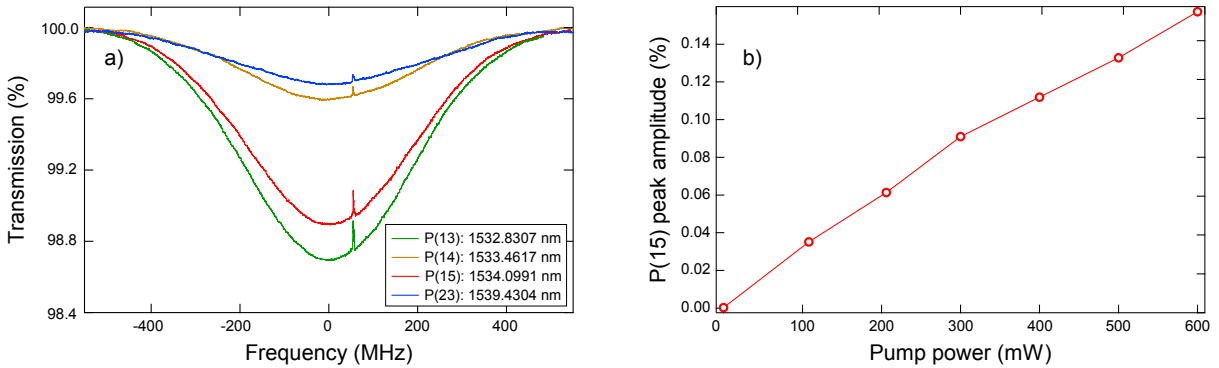 a)
Transmission (%)
100.0
99.6
99.2
98.8
98.4
-400
-200
0
200
400
Frequency (MHz)
P(13): 1532.8307 nm
P(14): 1533.4617 nm
P(15): 1534.0991 nm
P(23): 1539.4304 nm
b)
P(15) peak amplitude (%)
0.14
0.12
0.10
0.08
0.06
0.04
0.02
0.00
0
100
200
300
400
500
600
Pump power (mW)